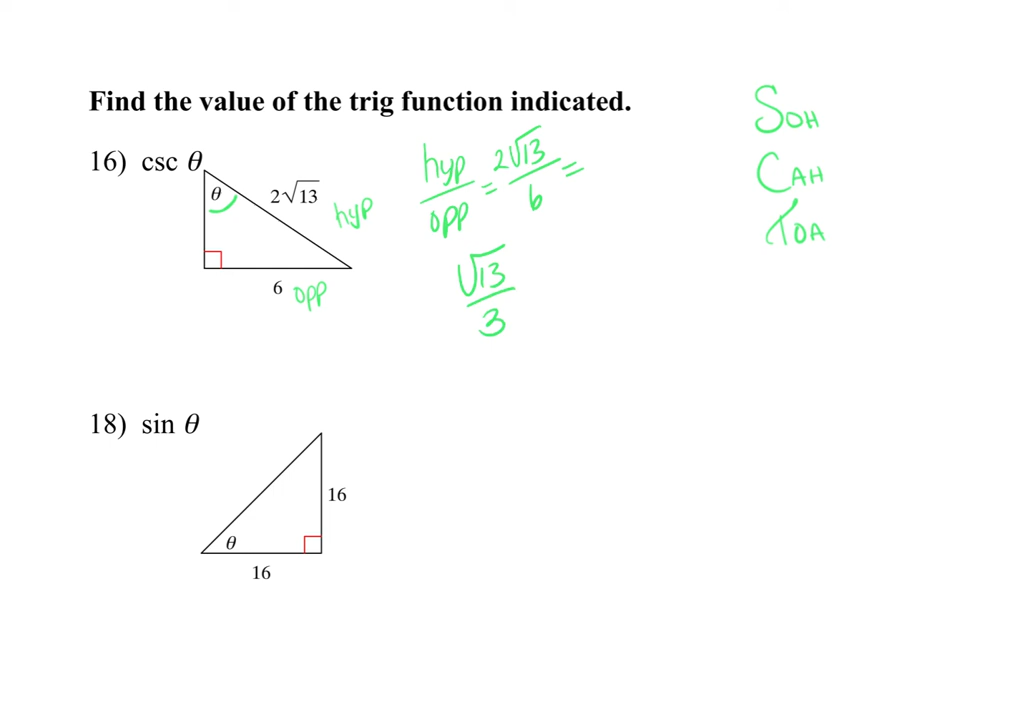 Find the value of the trig function indicated.
16) csc θ
θ
2√13
hyp
6 opp
hyp/opp = 2√13/6 =
√13/3
SOH
CAH
TOA
18) sin θ
16
θ
16